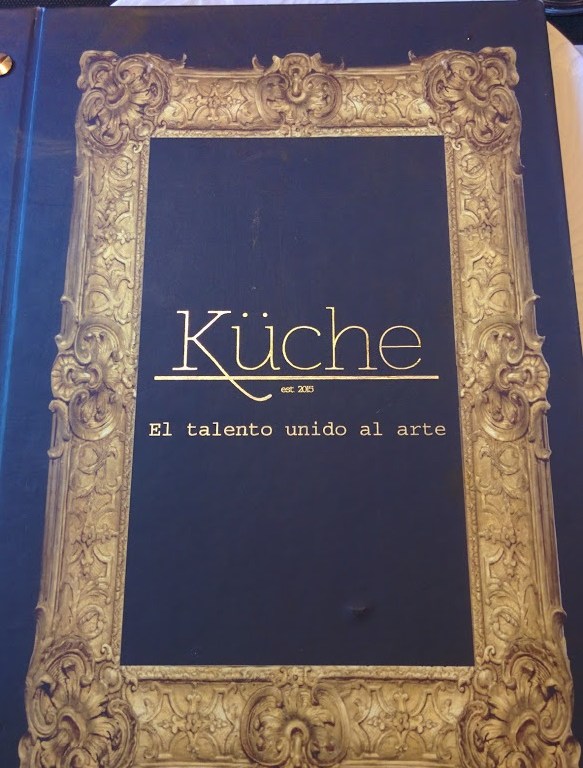 Küche
est 2015
El talento unido al arte